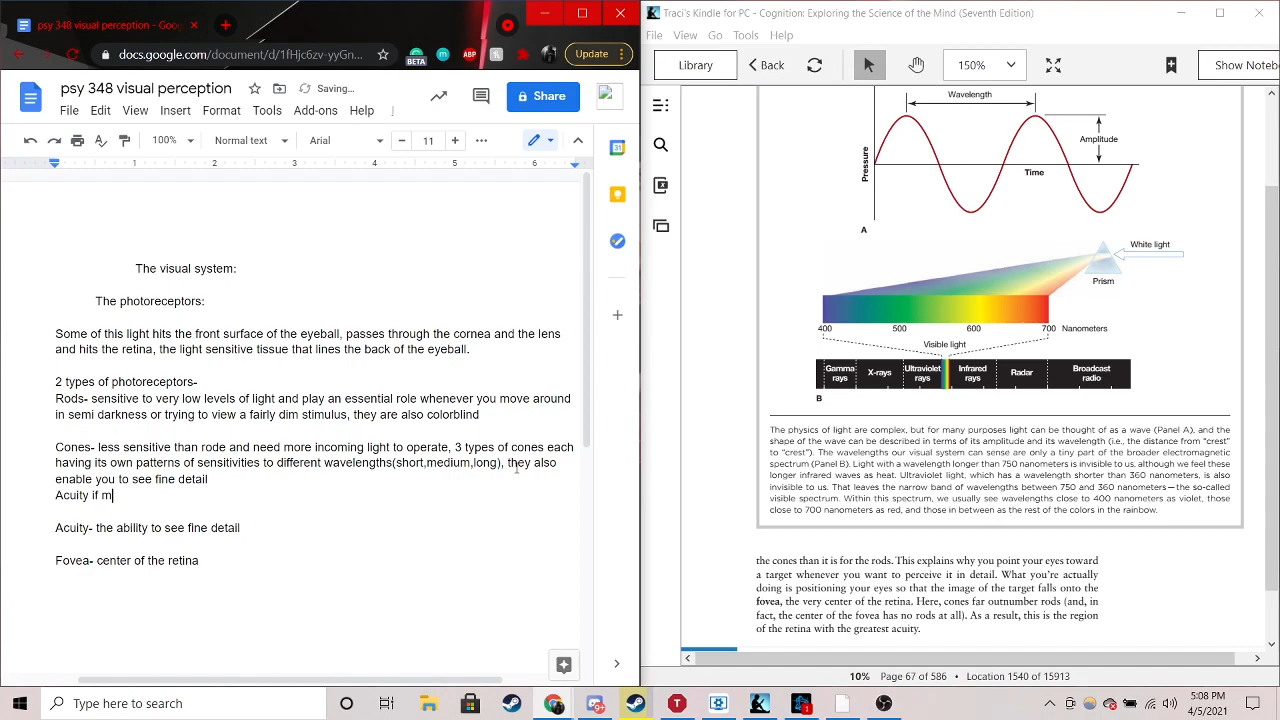 psy 348 visual perception - Goog
docs.google.com/document/d/1fHjc6zv-yyGn...
BETA
ABP
Update
psy 348 visual perception
Saving...
Share
File Edit View Insert Format Tools Add-ons Help
100% Normal text Arial 11
1 2 3 4 5 6
31
The visual system:
The photoreceptors:
Some of this light hits the front surface of the eyeball, passes through the cornea and the lens
and hits the retina, the light sensitive tissue that lines the back of the eyeball.
2 types of photoreceptors-
Rods- sensitive to very low levels of light and play an essential role whenever you move around
in semi darkness or trying to view a fairly dim stimulus, they are also colorblind
Cones- less sensitive than rode and need more incoming light to operate, 3 types of cones each
having its own patterns of sensitivities to different wavelengths(short,medium,long), they also
enable you to see fine detail
Acuity if m
Acuity- the ability to see fine detail
Fovea- center of the retina
Traci's Kindle for PC - Cognition: Exploring the Science of the Mind (Seventh Edition)
File View Go Tools Help
Library Back 150% Show Noteb
Wavelength
Amplitude
Pressure
Time
A
White light
Prism
400 500 600 700 Nanometers
Visible light
Gamma rays X-rays Ultraviolet rays Infrared rays Radar Broadcast radio
B
The physics of light are complex, but for many purposes light can be thought of as a wave (Panel A), and the
shape of the wave can be described in terms of its amplitude and its wavelength (i.e., the distance from "crest"
to "crest"). The wavelengths our visual system can sense are only a tiny part of the broader electromagnetic
spectrum (Panel B). Light with a wavelength longer than 750 nanometers is invisible to us, although we feel these
longer infrared waves as heat. Ultraviolet light, which has a wavelength shorter than 360 nanometers, is also
invisible to us. That leaves the narrow band of wavelengths between 750 and 360 nanometers—the so-called
visible spectrum. Within this spectrum, we usually see wavelengths close to 400 nanometers as violet, those
close to 700 nanometers as red, and those in between as the rest of the colors in the rainbow.
the cones than it is for the rods. This explains why you point your eyes toward
a target whenever you want to perceive it in detail. What you're actually
doing is positioning your eyes so that the image of the target falls onto the
fovea, the very center of the retina. Here, cones far outnumber rods (and, in
fact, the center of the fovea has no rods at all). As a result, this is the region
of the retina with the greatest acuity.
10% Page 67 of 586 • Location 1540 of 15913
Type here to search
5:08 PM
4/5/2021